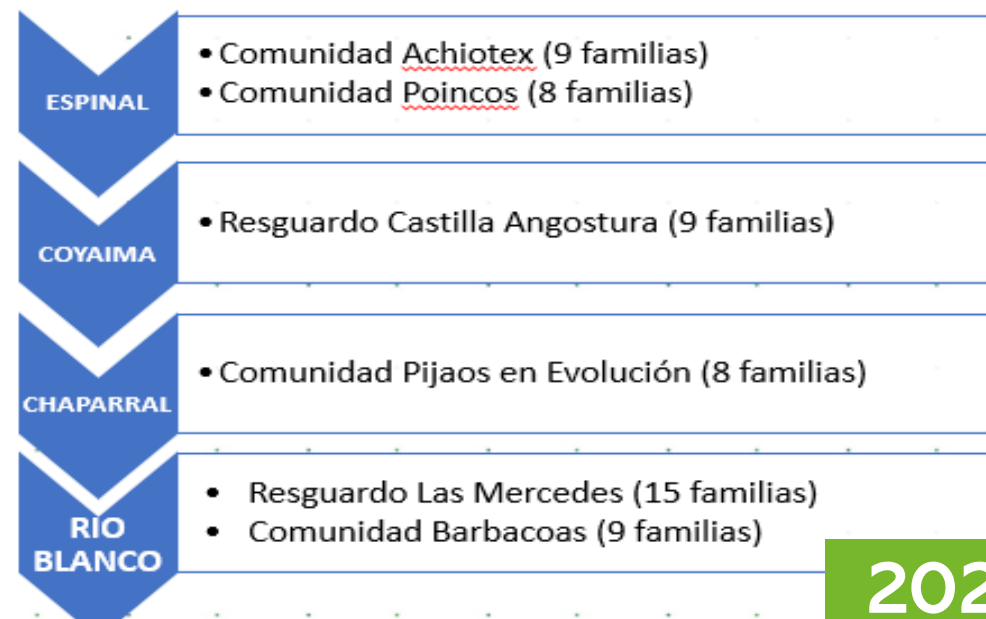 ESPINAL
• Comunidad Achiotex (9 familias)
• Comunidad Poincos (8 familias)
COYAIMA
• Resguardo Castilla Angostura (9 familias)
CHAPARRAL
• Comunidad Pijaos en Evolución (8 familias)
RIO
BLANCO
• Resguardo Las Mercedes (15 familias)
• Comunidad Barbacoas (9 familias)
202